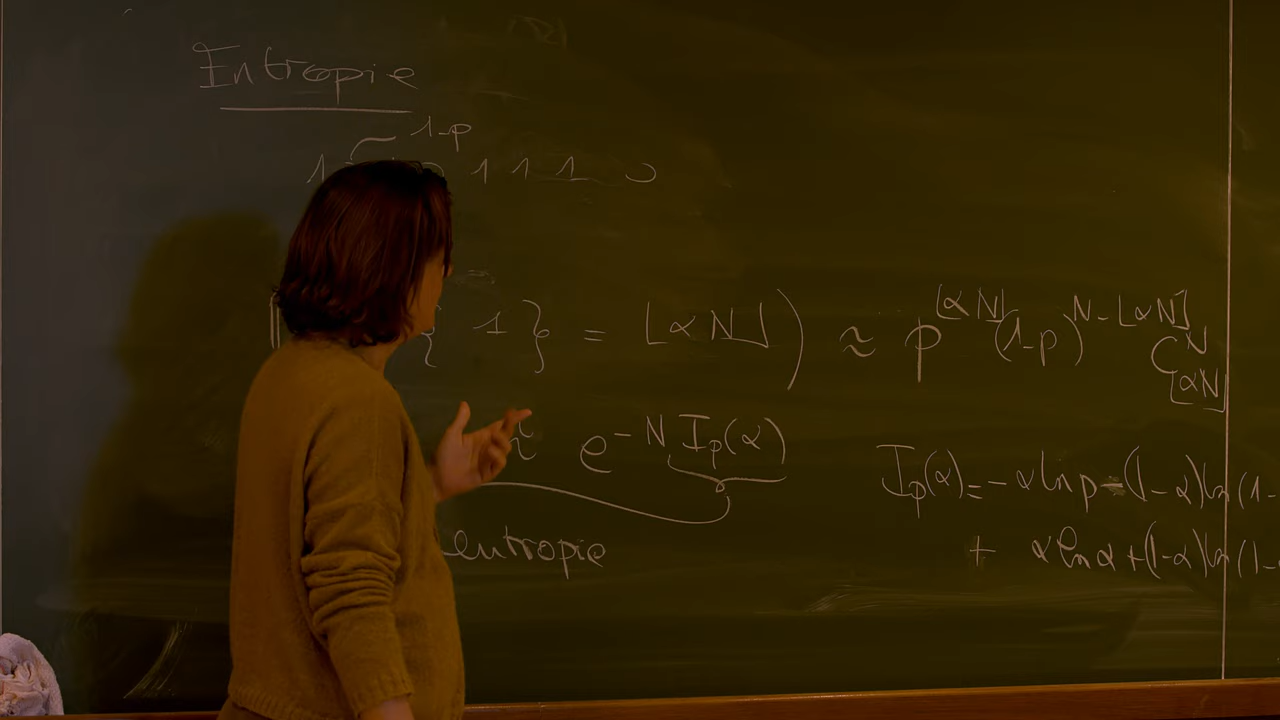 Entropie
1-p
1 1 1 1 0
{ 1 } = ⌊αN⌋ ) ≈ p^⌊αN⌋ (1-p)^{N-⌊αN⌋} C^N_⌊αN⌋
e^{-N I_p(α)}
I_p(α) = - α ln p - (1-α) ln (1-
entropie
+ α ln α + (1-α) ln (1-